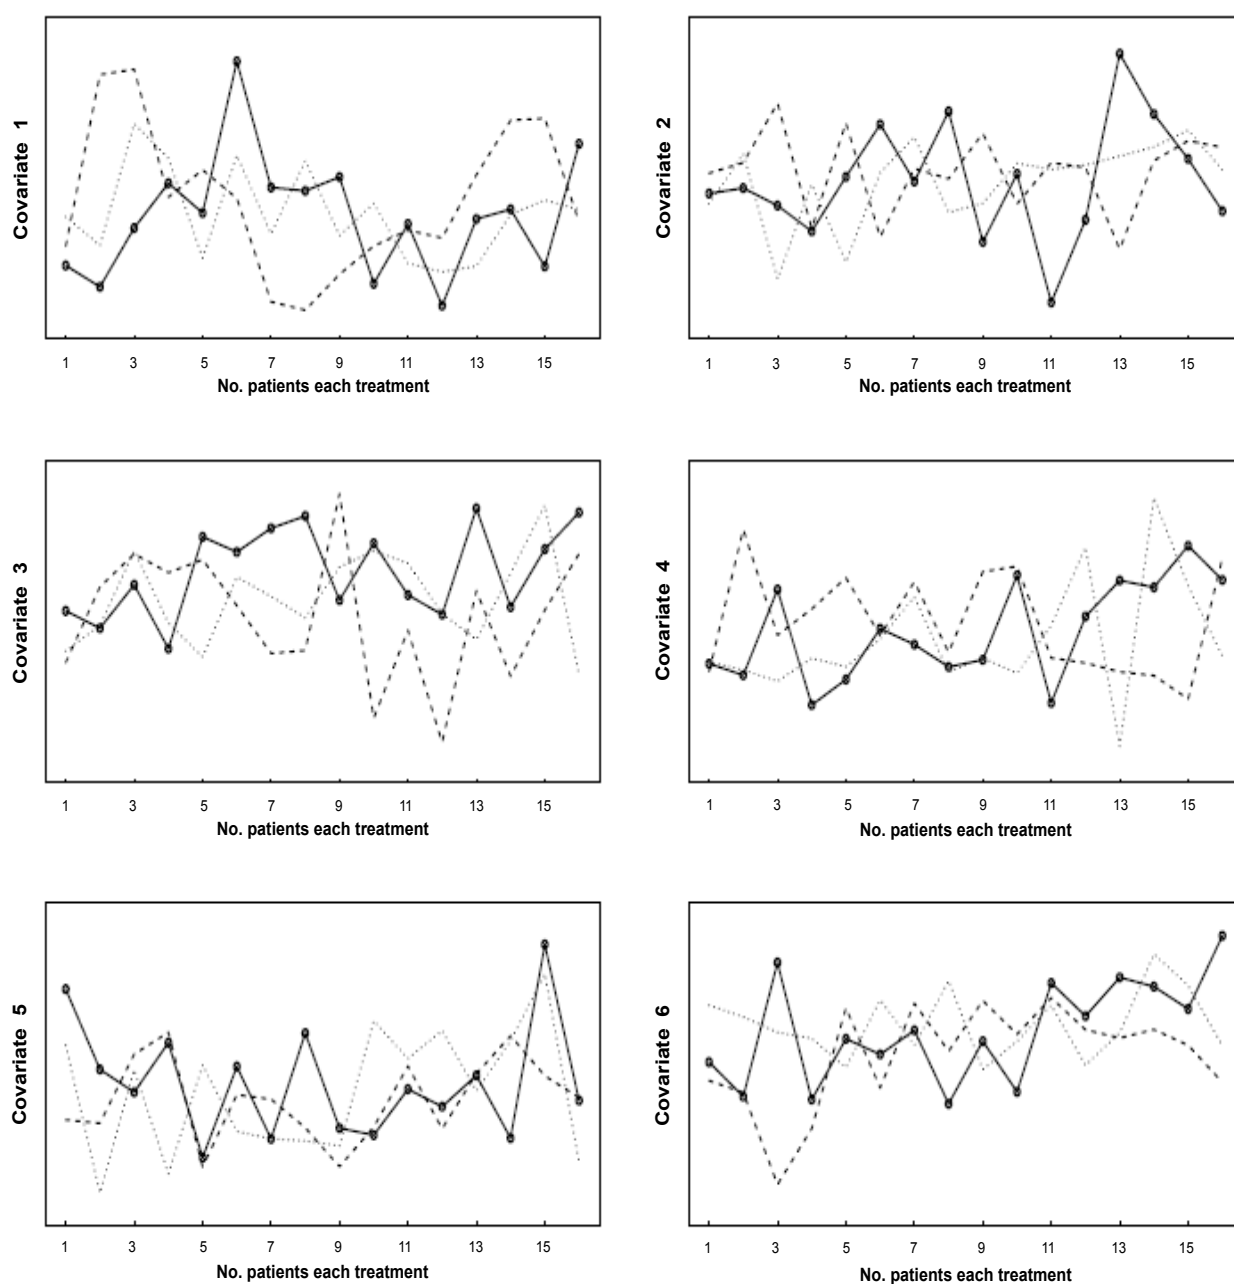 Covariate 1
1 3 5 7 9 11 13 15
No. patients each treatment
Covariate 2
1 3 5 7 9 11 13 15
No. patients each treatment
Covariate 3
1 3 5 7 9 11 13 15
No. patients each treatment
Covariate 4
1 3 5 7 9 11 13 15
No. patients each treatment
Covariate 5
1 3 5 7 9 11 13 15
No. patients each treatment
Covariate 6
1 3 5 7 9 11 13 15
No. patients each treatment